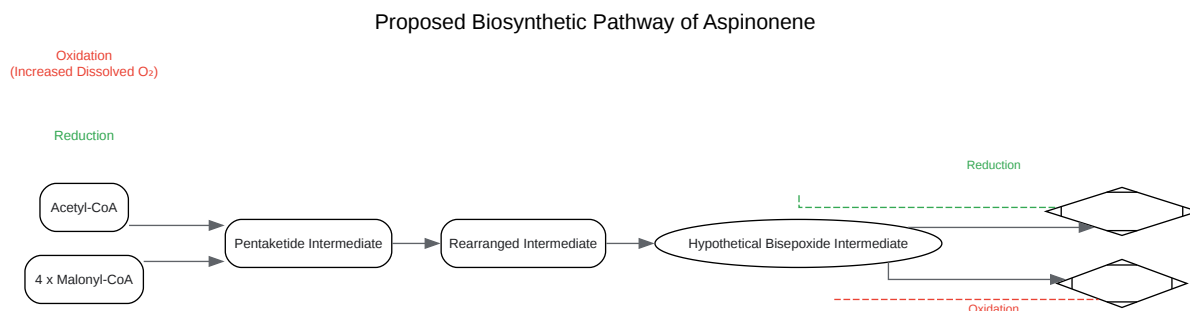 Proposed Biosynthetic Pathway of Aspinonene
Oxidation
(Increased Dissolved O₂)
Reduction
Reduction
Acetyl-CoA
Pentaketide Intermediate
Rearranged Intermediate
Hypothetical Bisepoxide Intermediate
4 x Malonyl-CoA
Oxidation